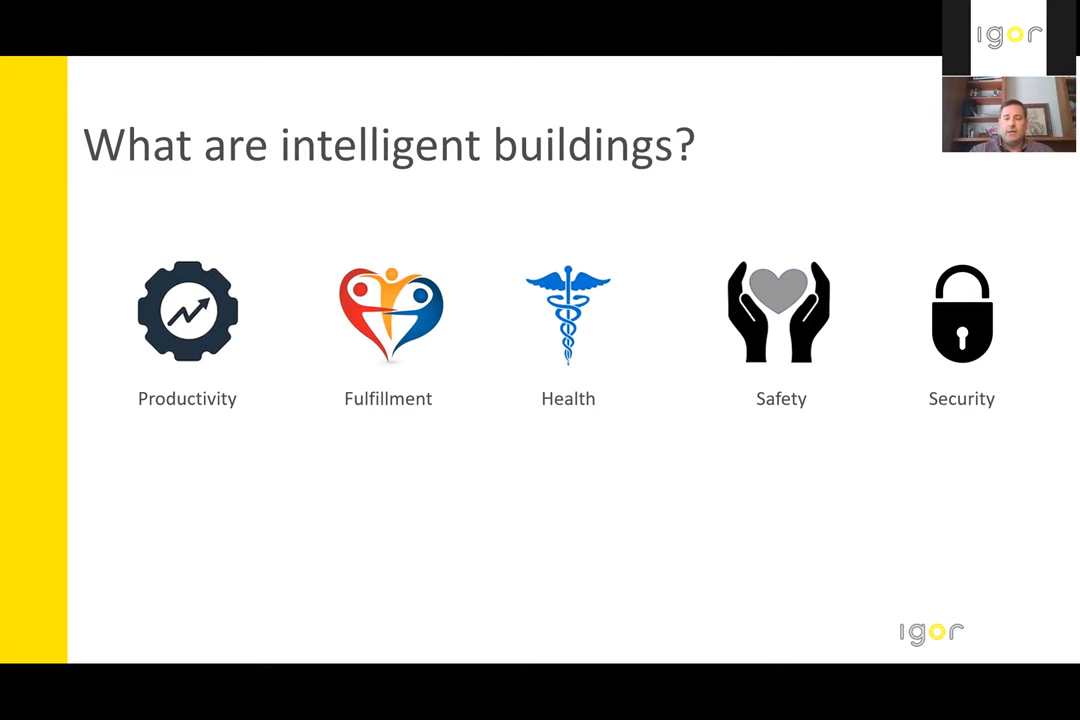 igor
What are intelligent buildings?
Productivity
Fulfillment
Health
Safety
Security
igor